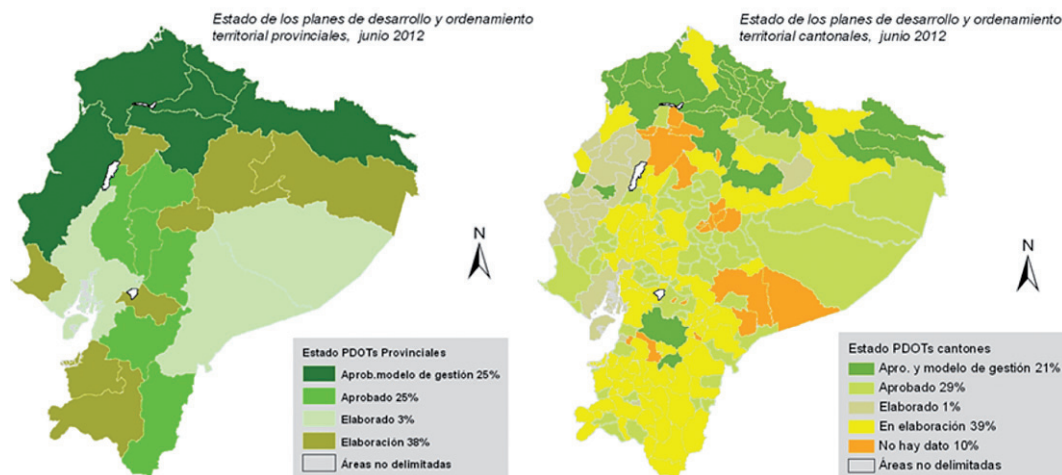 Estado de los planes de desarrollo y ordenamiento
territorial provinciales, junio 2012
N
Estado PDOTs Provinciales
Aprob.modelo de gestión 25%
Aprobado 25%
Elaborado 3%
Elaboración 38%
Áreas no delimitadas
Estado de los planes de desarrollo y ordenamiento
territorial cantonales, junio 2012
N
Estado PDOTs cantones
Apro. y modelo de gestión 21%
Aprobado 29%
Elaborado 1%
En elaboración 39%
No hay dato 10%
Áreas no delimitadas